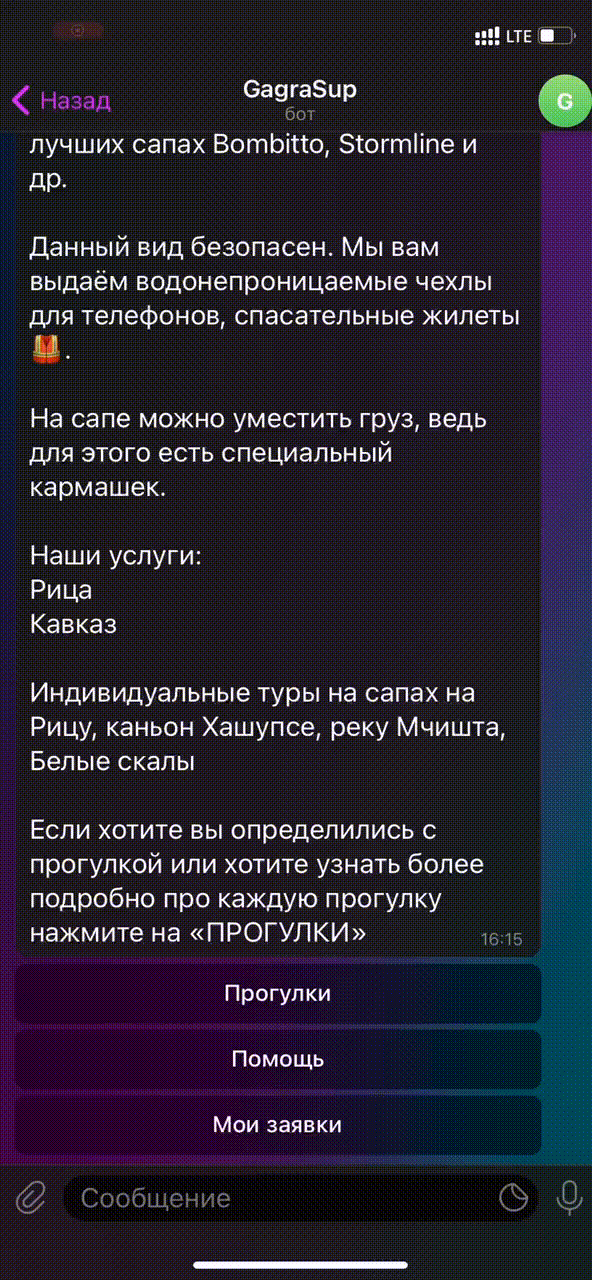 LTE
Назад
GagraSup
бот
G
лучших сапах Bombitto, Stormline и
др.
Данный вид безопасен. Мы вам
выдаём водонепроницаемые чехлы
для телефонов, спасательные жилеты
🦺.
На сапе можно уместить груз, ведь
для этого есть специальный
кармашек.
Наши услуги:
Рица
Кавказ
Индивидуальные туры на сапах на
Рицу, каньон Хашупсе, реку Мчишта,
Белые скалы
Если хотите вы определились с
прогулкой или хотите узнать более
подробно про каждую прогулку
нажмите на «ПРОГУЛКИ»
16:15
Прогулки
Помощь
Мои заявки
Сообщение